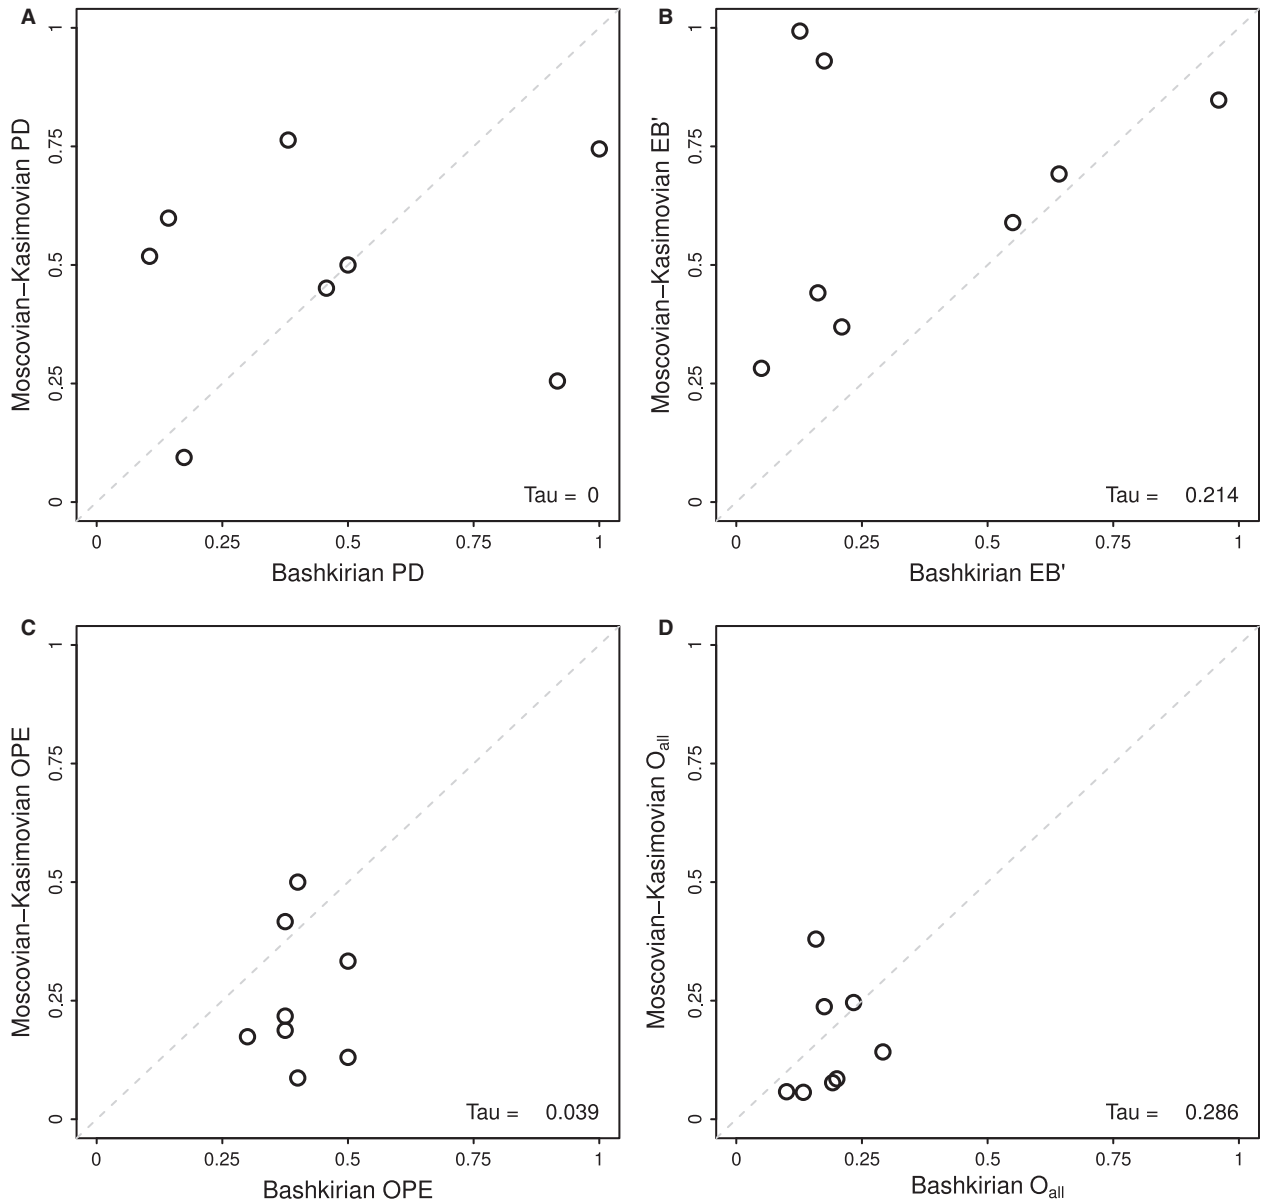 A
Moscovian−Kasimovian PD
1
0.75
0.5
0.25
0
Tau = 0
0 0.25 0.5 0.75 1
Bashkirian PD
B
Moscovian−Kasimovian EB'
1
0.75
0.5
0.25
0
Tau = 0.214
0 0.25 0.5 0.75 1
Bashkirian EB'
C
Moscovian−Kasimovian OPE
1
0.75
0.5
0.25
0
Tau = 0.039
0 0.25 0.5 0.75 1
Bashkirian OPE
D
Moscovian−Kasimovian Oall
1
0.75
0.5
0.25
0
Tau = 0.286
0 0.25 0.5 0.75 1
Bashkirian Oall